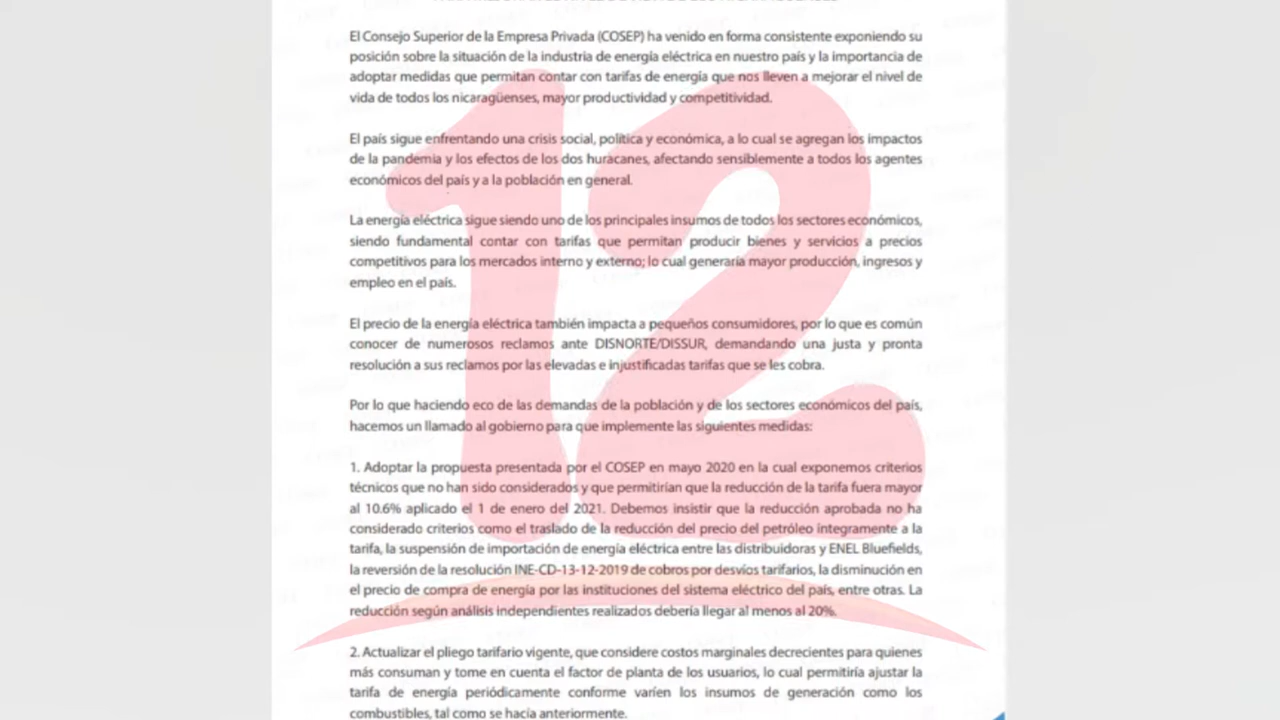 El Consejo Superior de la Empresa Privada (COSEP) ha venido en forma consistente exponiendo su
posición sobre la situación de la industria de energía eléctrica en nuestro país y la importancia de
adoptar medidas que permitan contar con tarifas de energía que nos lleven a mejorar el nivel de
vida de todos los nicaragüenses, mayor productividad y competitividad.
El país sigue enfrentando una crisis social, política y económica, a lo cual se agregan los impactos
de la pandemia y los efectos de los dos huracanes, afectando sensiblemente a todos los agentes
económicos del país y a la población en general.
La energía eléctrica sigue siendo uno de los principales insumos de todos los sectores económicos,
siendo fundamental contar con tarifas que permitan producir bienes y servicios a precios
competitivos para los mercados interno y externo; lo cual generaría mayor producción, ingresos y
empleo en el país.
El precio de la energía eléctrica también impacta a pequeños consumidores, por lo que es común
conocer de numerosos reclamos ante DISNORTE/DISSUR, demandando una justa y pronta
resolución a sus reclamos por las elevadas e injustificadas tarifas que se les cobra.
Por lo que haciendo eco de las demandas de la población y de los sectores económicos del país,
hacemos un llamado al gobierno para que implemente las siguientes medidas:
1. Adoptar la propuesta presentada por el COSEP en mayo 2020 en la cual exponemos criterios
técnicos que no han sido considerados y que permitirían que la reducción de la tarifa fuera mayor
al 10.6% aplicado el 1 de enero del 2021. Debemos insistir que la reducción aprobada no ha
considerado criterios como el traslado de la reducción del precio del petróleo íntegramente a la
tarifa, la suspensión de importación de energía eléctrica entre las distribuidoras y ENEL Bluefields,
la reversión de la resolución INE-CD-13-12-2019 de cobros por desvíos tarifarios, la disminución en
el precio de compra de energía por las instituciones del sistema eléctrico del país, entre otras. La
reducción según análisis independientes realizados debería llegar al menos al 20%.
2. Actualizar el pliego tarifario vigente, que considere costos marginales decrecientes para quienes
más consuman y tome en cuenta el factor de planta de los usuarios, lo cual permitiría ajustar la
tarifa de energía periódicamente conforme varíen los insumos de generación como los
combustibles, tal como se hacía anteriormente.
12